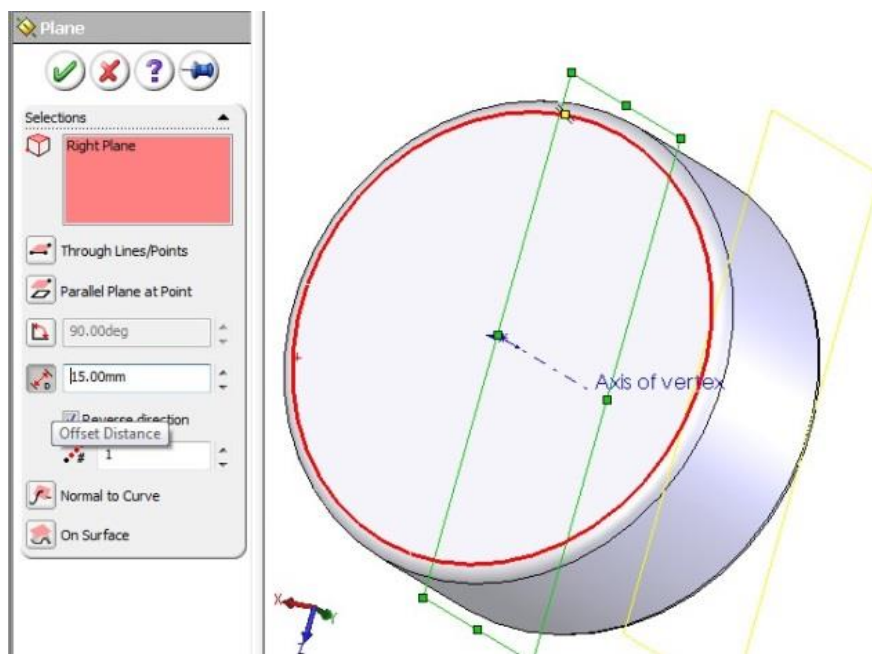 Plane
?
Selections
Right Plane
Through Lines/Points
Parallel Plane at Point
90.00deg
D
15.00mm
Reverse direction
Offset Distance
#
1
Normal to Curve
On Surface
Axis of vertex
X
Y